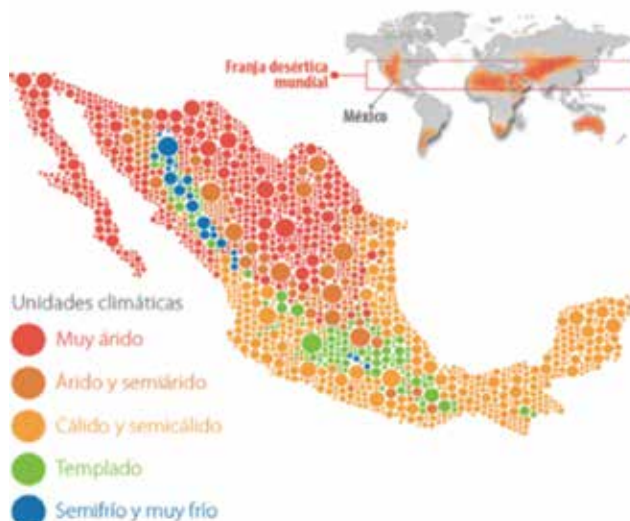 Franja desértica
mundial
México
Unidades climáticas
Muy árido
Árido y semiárido
Cálido y semicálido
Templado
Semifrío y muy frío